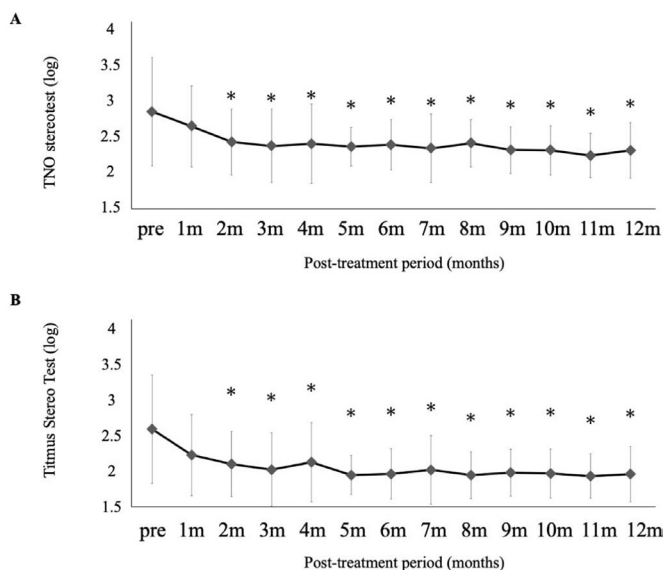 A
TNO stereotest (log)
4
3.5
3
2.5
2
1.5
* * * * * * * * * * *
pre 1m 2m 3m 4m 5m 6m 7m 8m 9m 10m 11m 12m
Post-treatment period (months)
B
Titmus Stereo Test (log)
4
3.5
3
2.5
2
1.5
* * * * * * * * * * *
pre 1m 2m 3m 4m 5m 6m 7m 8m 9m 10m 11m 12m
Post-treatment period (months)